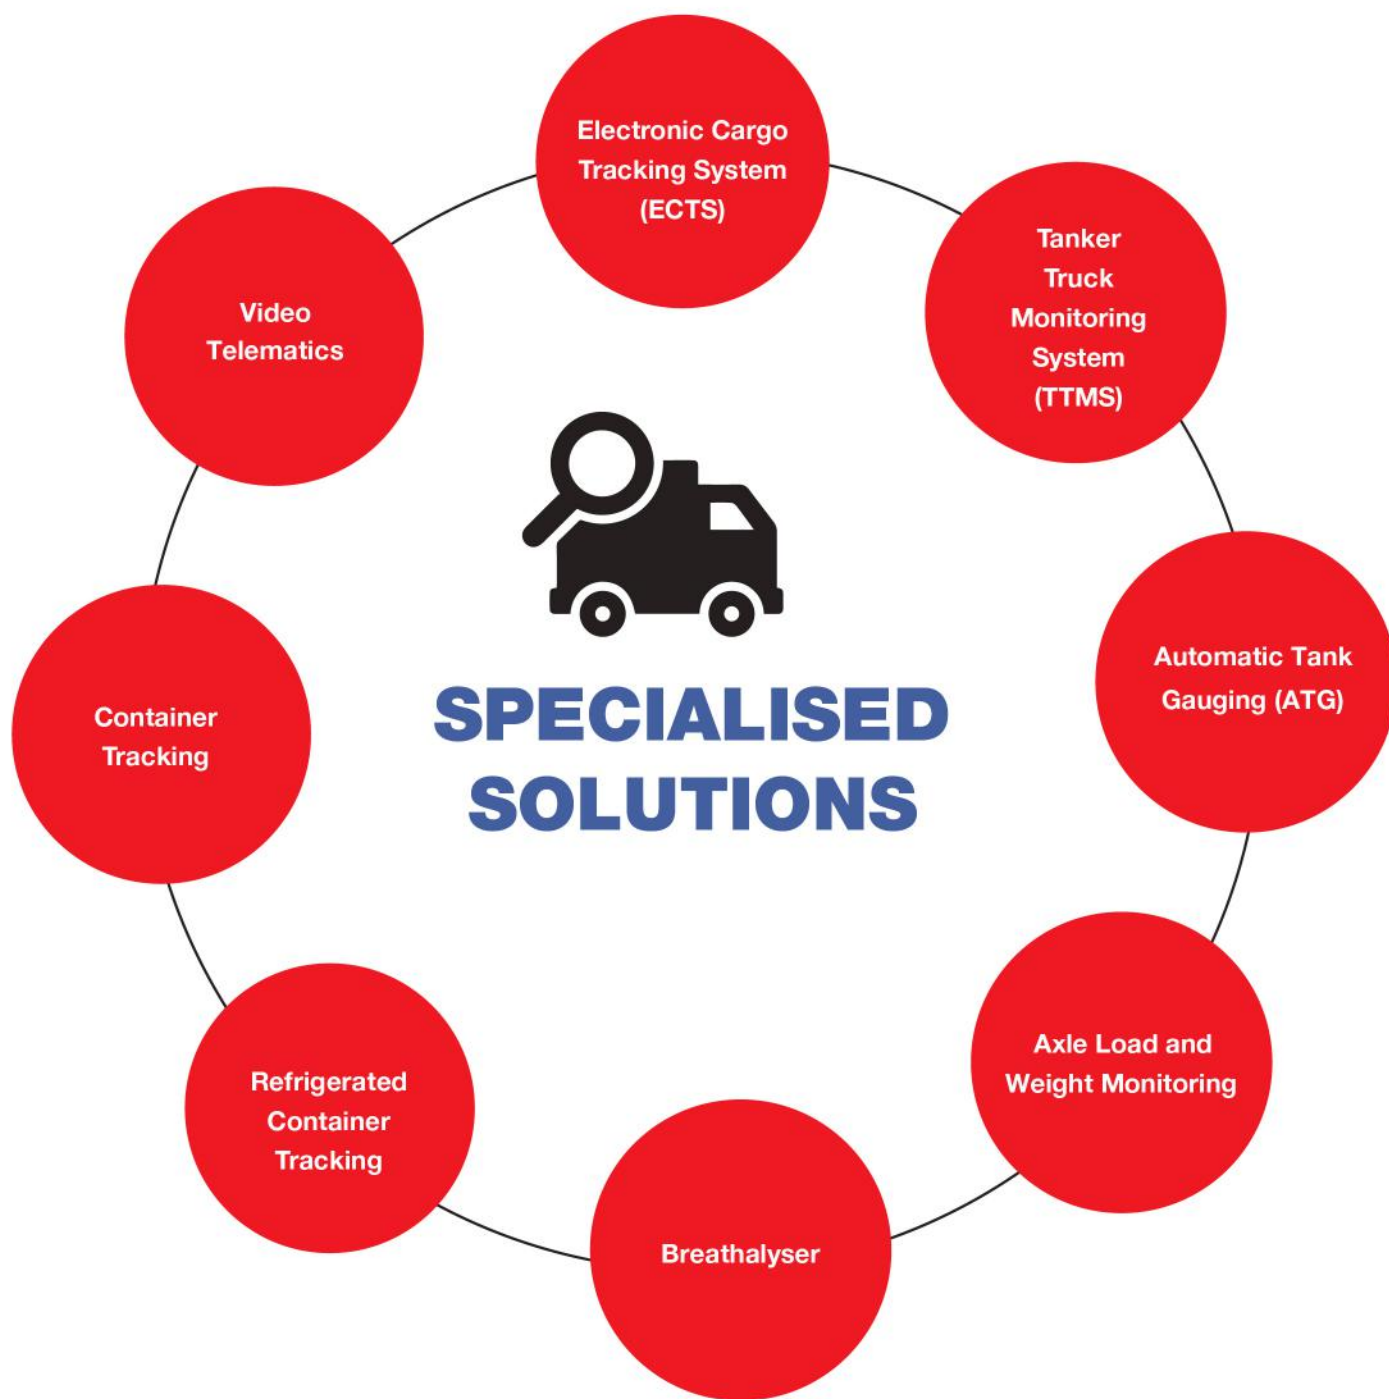 Electronic Cargo
Tracking System
(ECTS)
Tanker
Truck
Monitoring
System
(TTMS)
Automatic Tank
Gauging (ATG)
Axle Load and
Weight Monitoring
Breathalyser
Refrigerated
Container
Tracking
Container
Tracking
Video
Telematics
SPECIALISED
SOLUTIONS